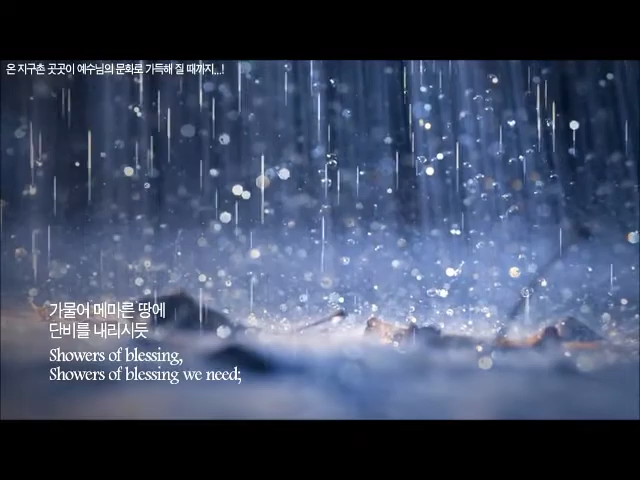 온 지구촌 곳곳이 예수님의 문화로 가득해 질 때까지...!
가물어 메마른 땅에
단비를 내리시듯
Showers of blessing,
Showers of blessing we need;